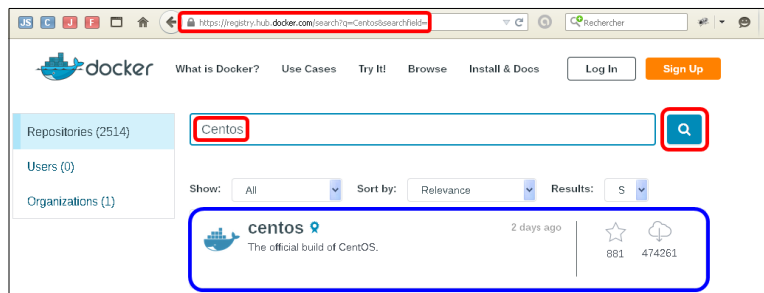 JS C J F https://registry.hub.docker.com/search?q=Centos&searchfield= Rechercher
docker What is Docker? Use Cases Try It! Browse Install & Docs Log In Sign Up
Repositories (2514) Centos
Users (0)
Organizations (1) Show: All Sort by: Relevance Results: S
centos 2 days ago
The official build of CentOS.
881 474261